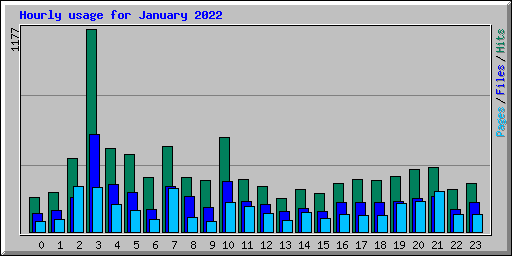 Hourly usage for January 2022
1177
Pages / Files / Hits
0 1 2 3 4 5 6 7 8 9 10 11 12 13 14 15 16 17 18 19 20 21 22 23